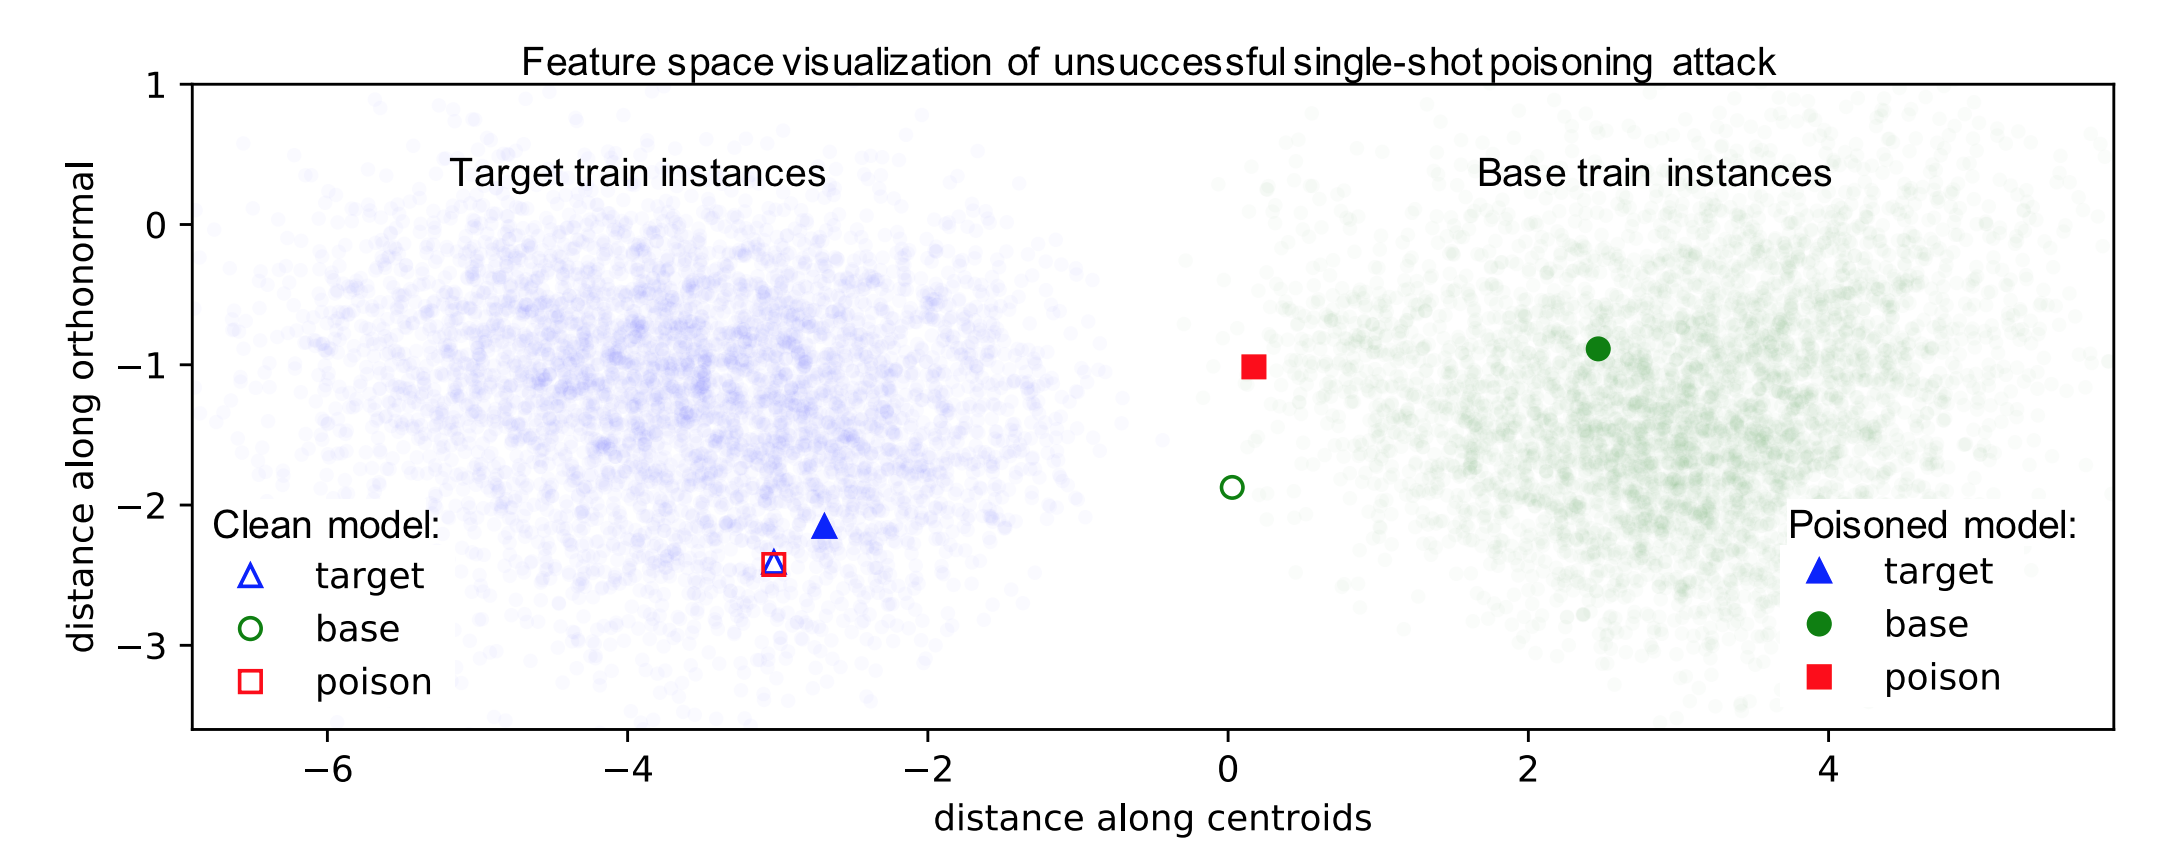 Feature space visualization of unsuccessful single-shot poisoning attack
1
0
−1
−2
−3
distance along orthonormal
Target train instances
Base train instances
Clean model:
target
base
poison
Poisoned model:
target
base
poison
−6
−4
−2
0
2
4
distance along centroids